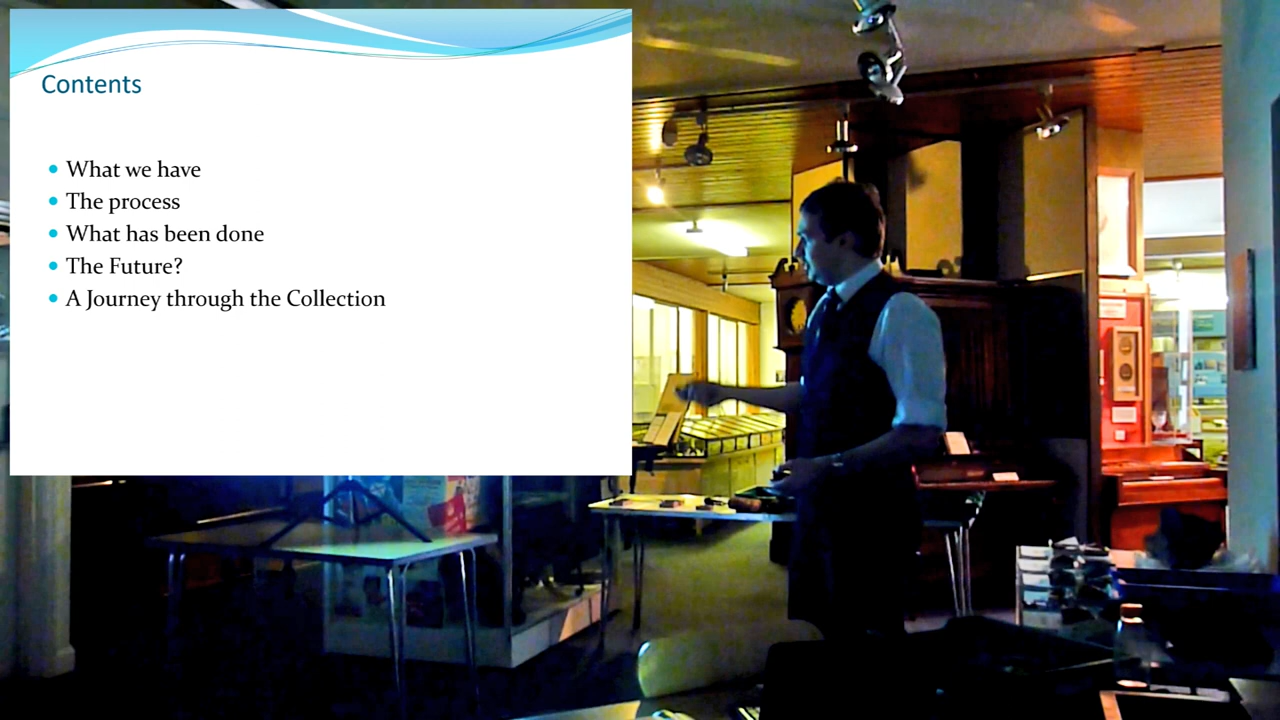 Contents
What we have
The process
What has been done
The Future?
A Journey through the Collection